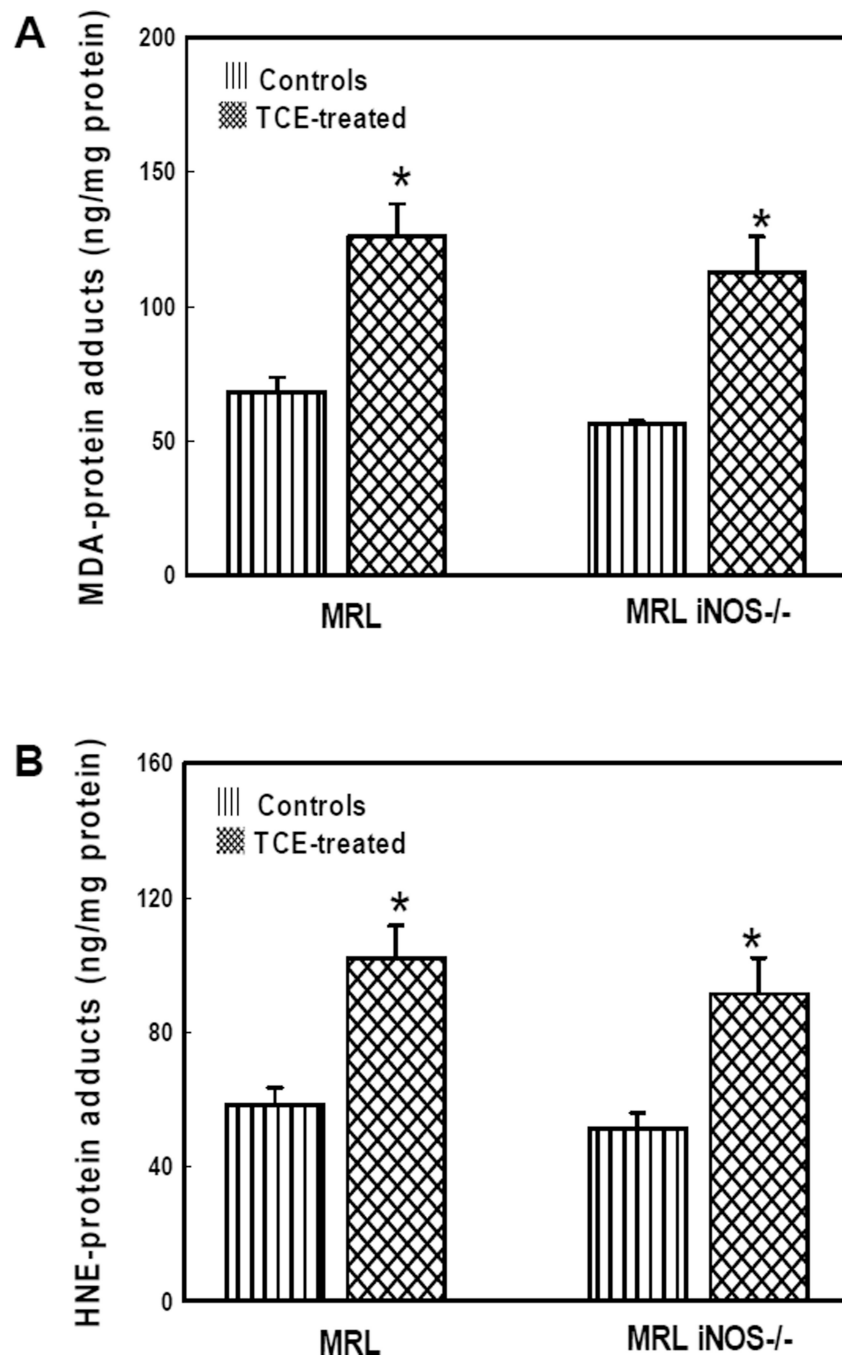 A
MDA-protein adducts (ng/mg protein)
200
150
100
50
0
Controls
TCE-treated
*
*
MRL
MRL iNOS-/-
B
HNE-protein adducts (ng/mg protein)
160
120
80
40
0
Controls
TCE-treated
*
*
MRL
MRL iNOS-/-